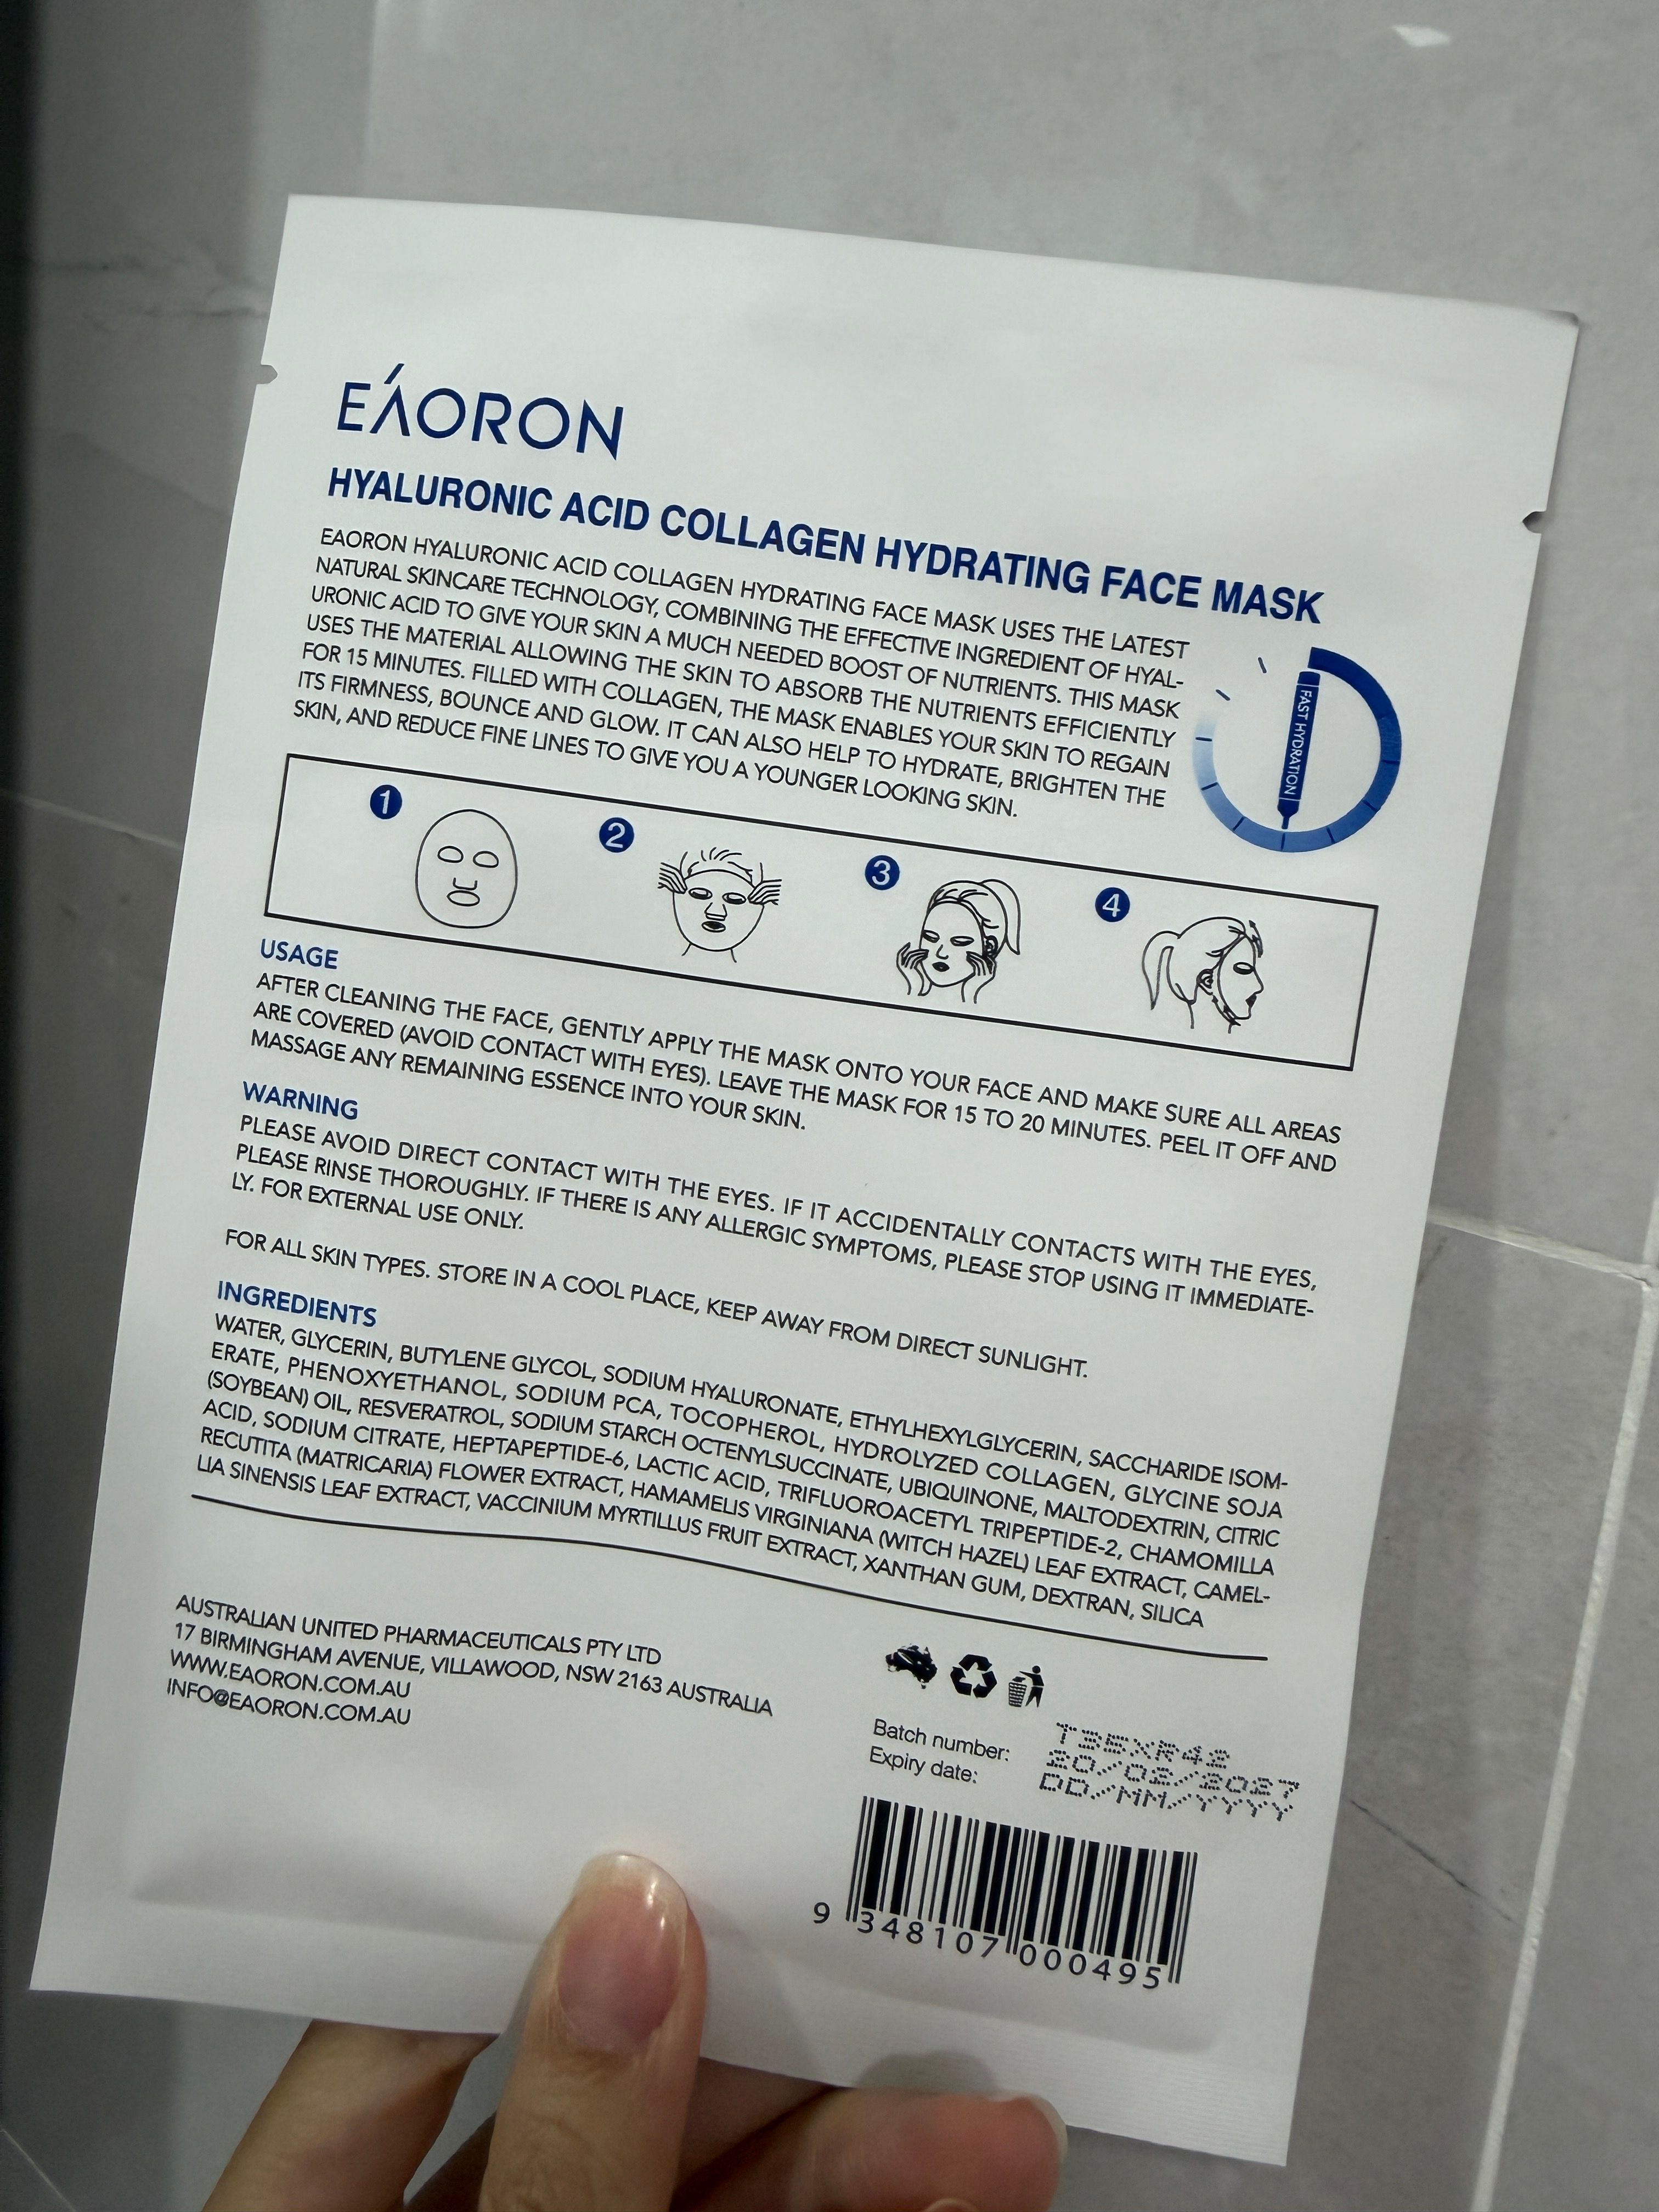 EÁORON
HYALURONIC ACID COLLAGEN HYDRATING FACE MASK
EAORON HYALURONIC ACID COLLAGEN HYDRATING FACE MASK USES THE LATEST
NATURAL SKINCARE TECHNOLOGY, COMBINING THE EFFECTIVE INGREDIENT OF HYAL-
URONIC ACID TO GIVE YOUR SKIN A MUCH NEEDED BOOST OF NUTRIENTS. THIS MASK
USES THE MATERIAL ALLOWING THE SKIN TO ABSORB THE NUTRIENTS EFFICIENTLY
FOR 15 MINUTES. FILLED WITH COLLAGEN, THE MASK ENABLES YOUR SKIN TO REGAIN
ITS FIRMNESS, BOUNCE AND GLOW. IT CAN ALSO HELP TO HYDRATE, BRIGHTEN THE
SKIN, AND REDUCE FINE LINES TO GIVE YOU A YOUNGER LOOKING SKIN.
FAST HYDRATION
1
2
3
4
USAGE
AFTER CLEANING THE FACE, GENTLY APPLY THE MASK ONTO YOUR FACE AND MAKE SURE ALL AREAS
ARE COVERED (AVOID CONTACT WITH EYES). LEAVE THE MASK FOR 15 TO 20 MINUTES. PEEL IT OFF AND
MASSAGE ANY REMAINING ESSENCE INTO YOUR SKIN.
WARNING
PLEASE AVOID DIRECT CONTACT WITH THE EYES. IF IT ACCIDENTALLY CONTACTS WITH THE EYES,
PLEASE RINSE THOROUGHLY. IF THERE IS ANY ALLERGIC SYMPTOMS, PLEASE STOP USING IT IMMEDIATE-
LY. FOR EXTERNAL USE ONLY.
FOR ALL SKIN TYPES. STORE IN A COOL PLACE, KEEP AWAY FROM DIRECT SUNLIGHT.
INGREDIENTS
WATER, GLYCERIN, BUTYLENE GLYCOL, SODIUM HYALURONATE, ETHYLHEXYLGLYCERIN, SACCHARIDE ISOM-
ERATE, PHENOXYETHANOL, SODIUM PCA, TOCOPHEROL, HYDROLYZED COLLAGEN, GLYCINE SOJA
(SOYBEAN) OIL, RESVERATROL, SODIUM STARCH OCTENYLSUCCINATE, UBIQUINONE, MALTODEXTRIN, CITRIC
ACID, SODIUM CITRATE, HEPTAPEPTIDE-6, LACTIC ACID, TRIFLUOROACETYL TRIPEPTIDE-2, CHAMOMILLA
RECUTITA (MATRICARIA) FLOWER EXTRACT, HAMAMELIS VIRGINIANA (WITCH HAZEL) LEAF EXTRACT, CAMEL-
LIA SINENSIS LEAF EXTRACT, VACCINIUM MYRTILLUS FRUIT EXTRACT, XANTHAN GUM, DEXTRAN, SILICA
AUSTRALIAN UNITED PHARMACEUTICALS PTY LTD
17 BIRMINGHAM AVENUE, VILLAWOOD, NSW 2163 AUSTRALIA
WWW.EAORON.COM.AU
INFO@EAORON.COM.AU
Batch number: T35XR42
Expiry date: 20/02/2027
DD/MM/YYYY
9 348107 000495